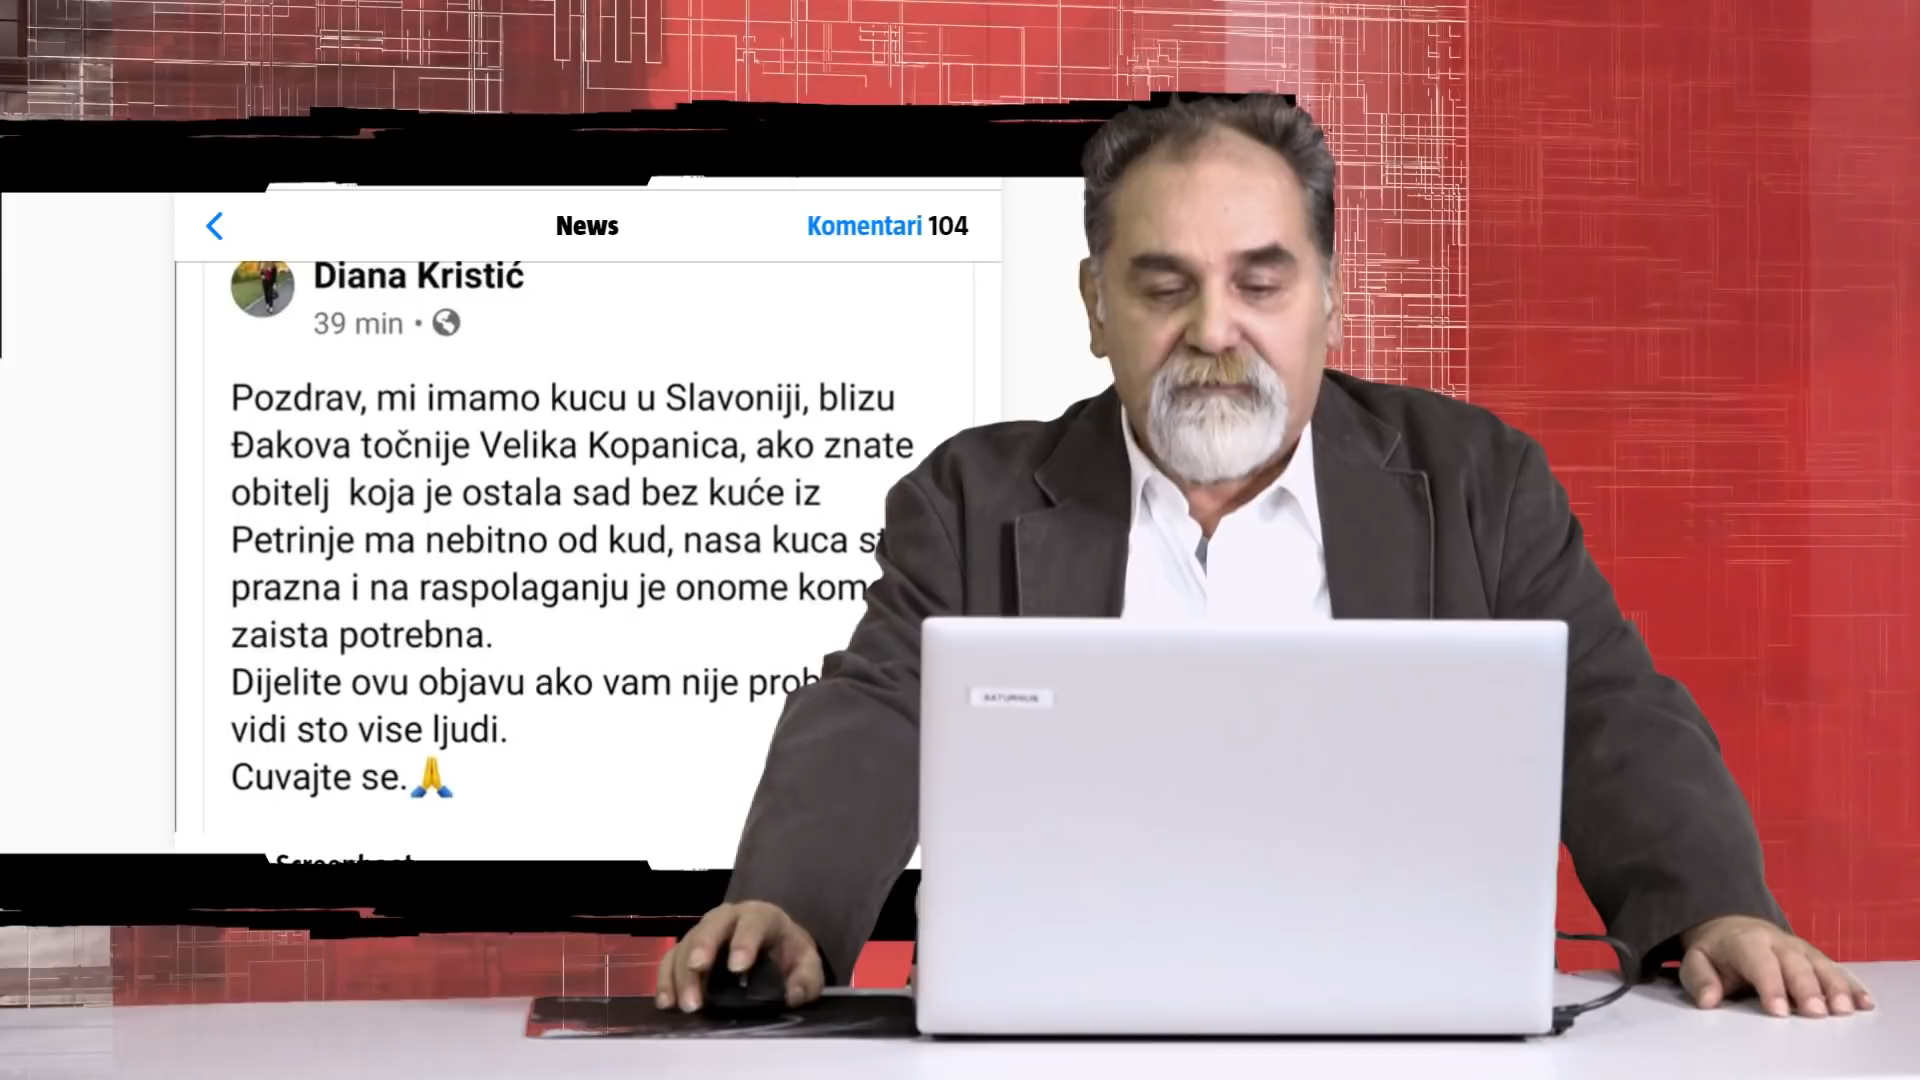 News
Komentari 104
Diana Kristić
39 min •
Pozdrav, mi imamo kucu u Slavoniji, blizu
Đakova točnije Velika Kopanica, ako znate
obitelj koja je ostala sad bez kuće iz
Petrinje ma nebitno od kud, nasa kuca
prazna i na raspolaganju je onome
zaista potrebna.
Dijelite ovu objavu ako vam nije
vidi sto vise ljudi.
Cuvajte se.🙏